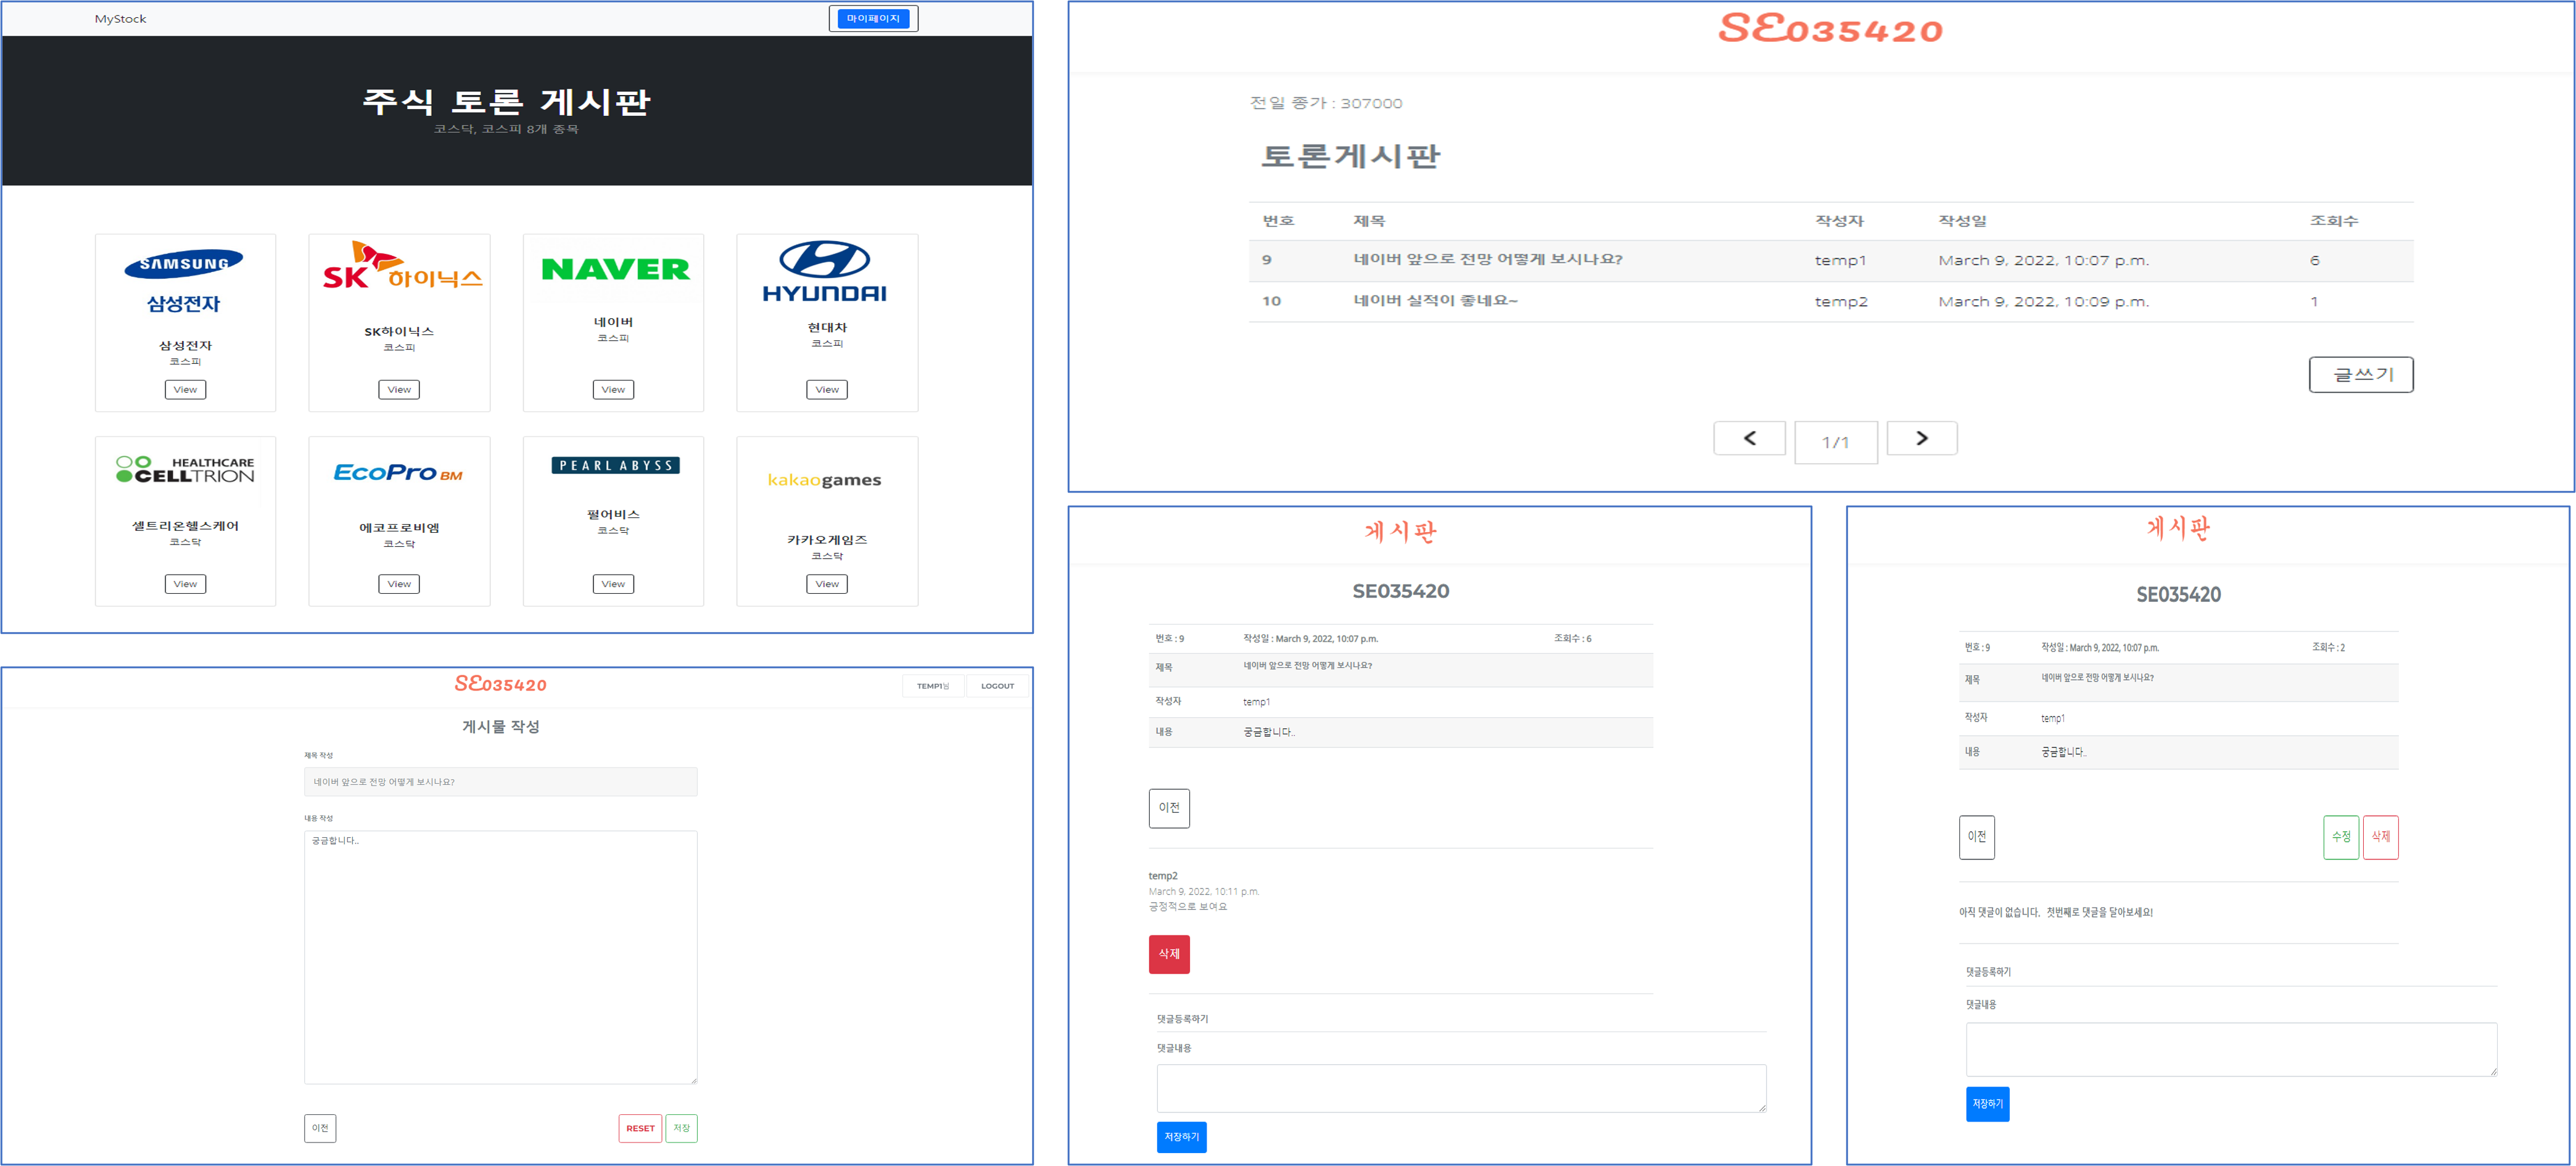 MyStock
마이페이지
주식 토론 게시판
코스닥, 코스피 8개 종목
SAMSUNG
삼성전자
삼성전자
코스피
View
SK 하이닉스
SK하이닉스
코스피
View
NAVER
네이버
코스피
View
HYUNDAI
현대차
코스피
View
HEALTHCARE
CELLTRION
셀트리온헬스케어
코스닥
View
EcoPro BM
에코프로비엠
코스닥
View
PEARL ABYSS
펄어비스
코스닥
View
kakaogames
카카오게임즈
코스닥
View
SE035420
전일 종가 : 307000
토론게시판
번호 제목 작성자 작성일 조회수
9 네이버 앞으로 전망 어떻게 보시나요? temp1 March 9, 2022, 10:07 p.m. 6
10 네이버 실적이 좋네요~ temp2 March 9, 2022, 10:09 p.m. 1
글쓰기
< 1/1 >
SE035420
TEMP1님 LOGOUT
게시물 작성
제목 작성
네이버 앞으로 전망 어떻게 보시나요?
내용 작성
궁금합니다..
이전 RESET 저장
게시판
SE035420
번호 : 9 작성일 : March 9, 2022, 10:07 p.m. 조회수 : 6
제목 네이버 앞으로 전망 어떻게 보시나요?
작성자 temp1
내용 궁금합니다..
이전
temp2
March 9, 2022, 10:11 p.m.
긍정적으로 보여요
삭제
댓글등록하기
댓글내용
저장하기
게시판
SE035420
번호 : 9 작성일 : March 9, 2022, 10:07 p.m. 조회수 : 2
제목 네이버 앞으로 전망 어떻게 보시나요?
작성자 temp1
내용 궁금합니다..
이전 수정 삭제
아직 댓글이 없습니다. 첫번째로 댓글을 달아보세요!
댓글등록하기
댓글내용
저장하기